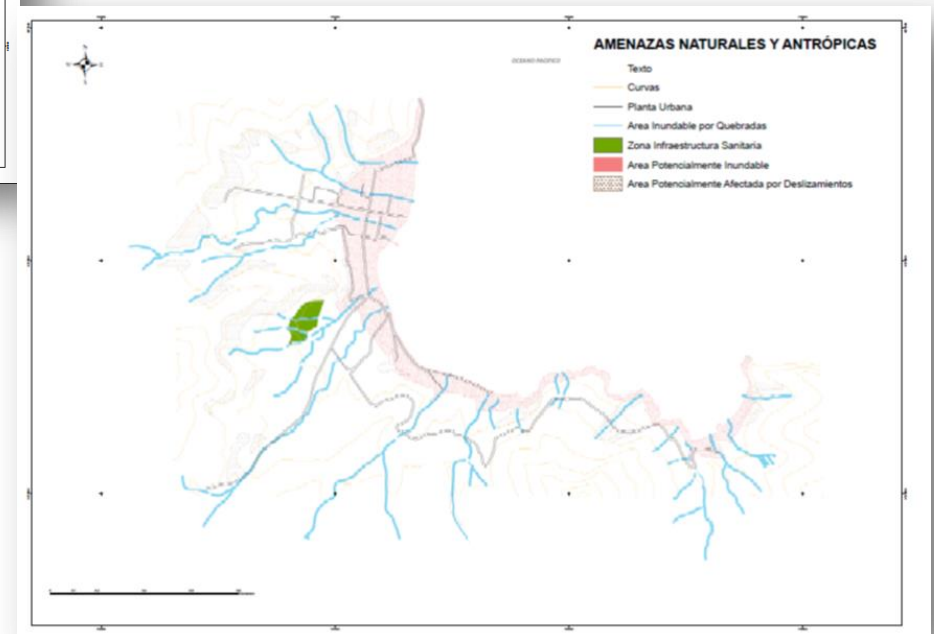 AMENAZAS NATURALES Y ANTRÓPICAS
OCEANO PACIFICO
Texto
Curvas
Planta Urbana
Area Inundable por Quebradas
Zona Infraestructura Sanitaria
Area Potencialmente Inundable
Area Potencialmente Afectada por Deslizamientos